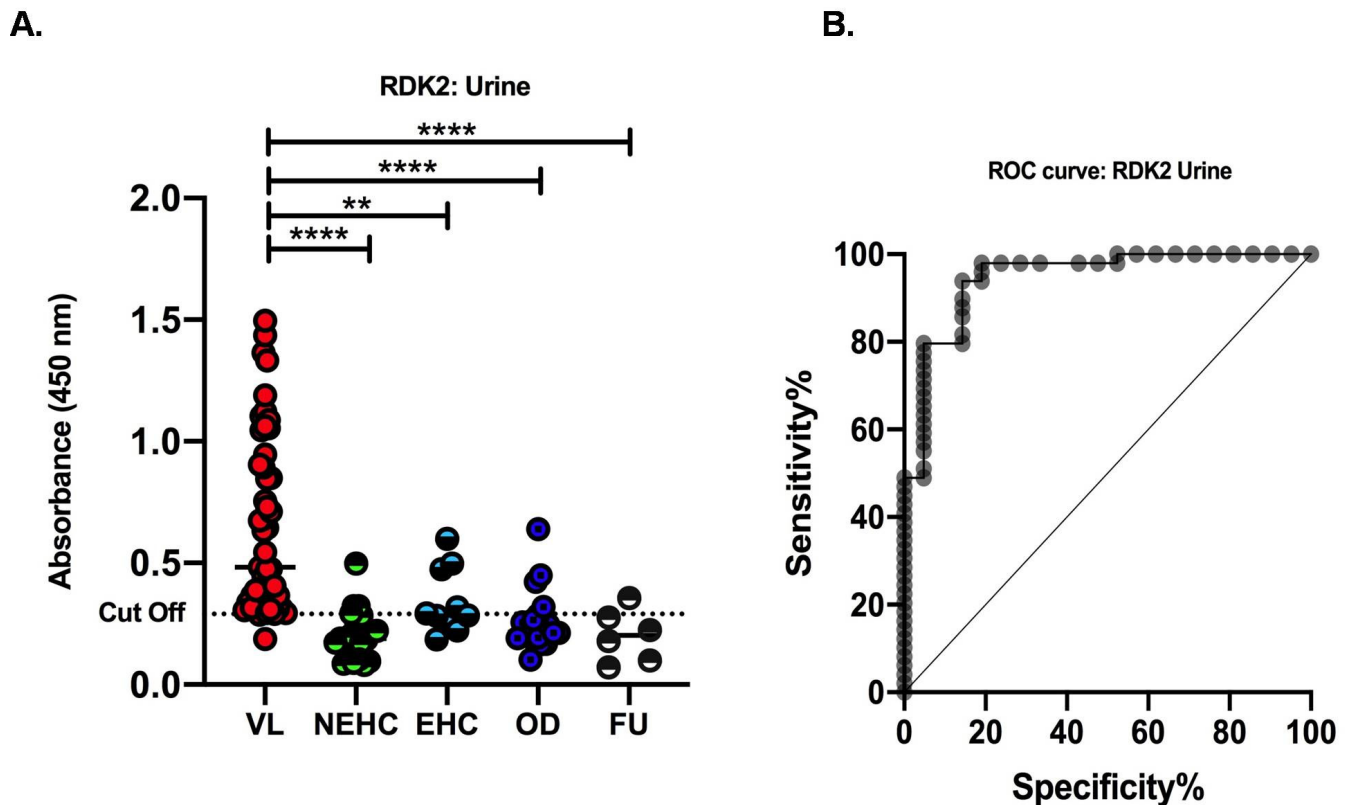 A.
B.
RDK2: Urine
****
****
**
****
2.0
1.5
1.0
0.5
0.0
Cut Off
Absorbance (450 nm)
VL NEHC EHC OD FU
ROC curve: RDK2 Urine
100
80
60
40
20
0
Sensitivity%
0 20 40 60 80 100
Specificity%